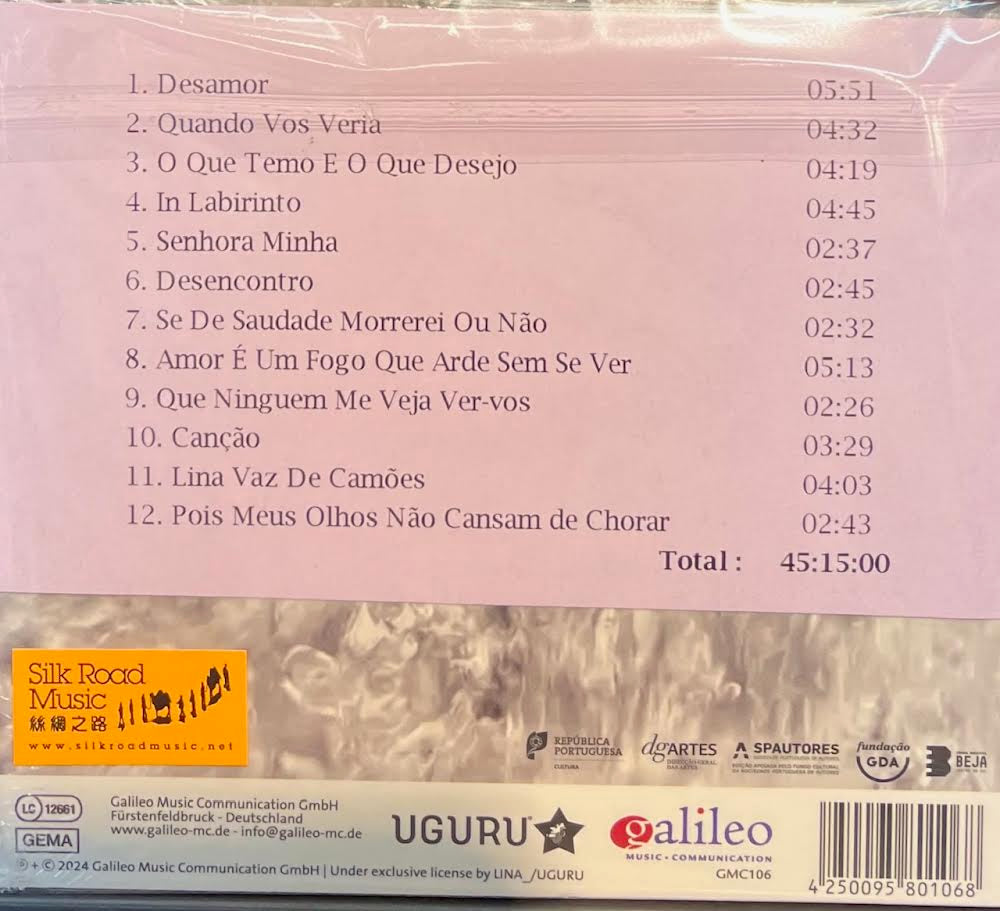 1. Desamor 05:51
2. Quando Vos Veria 04:32
3. O Que Temo E O Que Desejo 04:19
4. In Labirinto 04:45
5. Senhora Minha 02:37
6. Desencontro 02:45
7. Se De Saudade Morrerei Ou Não 02:32
8. Amor É Um Fogo Que Arde Sem Se Ver 05:13
9. Que Ninguem Me Veja Ver-vos 02:26
10. Canção 03:29
11. Lina Vaz De Camões 04:03
12. Pois Meus Olhos Não Cansam de Chorar 02:43
Total : 45:15:00
Silk Road
Music
絲綢之路
www.silkroadmusic.net
REPÚBLICA
PORTUGUESA
CULTURA
dgARTES
DIREÇÃO-GERAL
DAS ARTES
SPAUTORES
fundação
GDA
BEJA
LC 12661
GEMA
Galileo Music Communication GmbH
Fürstenfeldbruck - Deutschland
www.galileo-mc.de - info@galileo-mc.de
UGURU
galileo
MUSIC • COMMUNICATION
GMC106
℗ + © 2024 Galileo Music Communication GmbH | Under exclusive license by LINA_/UGURU
4 250095 801068